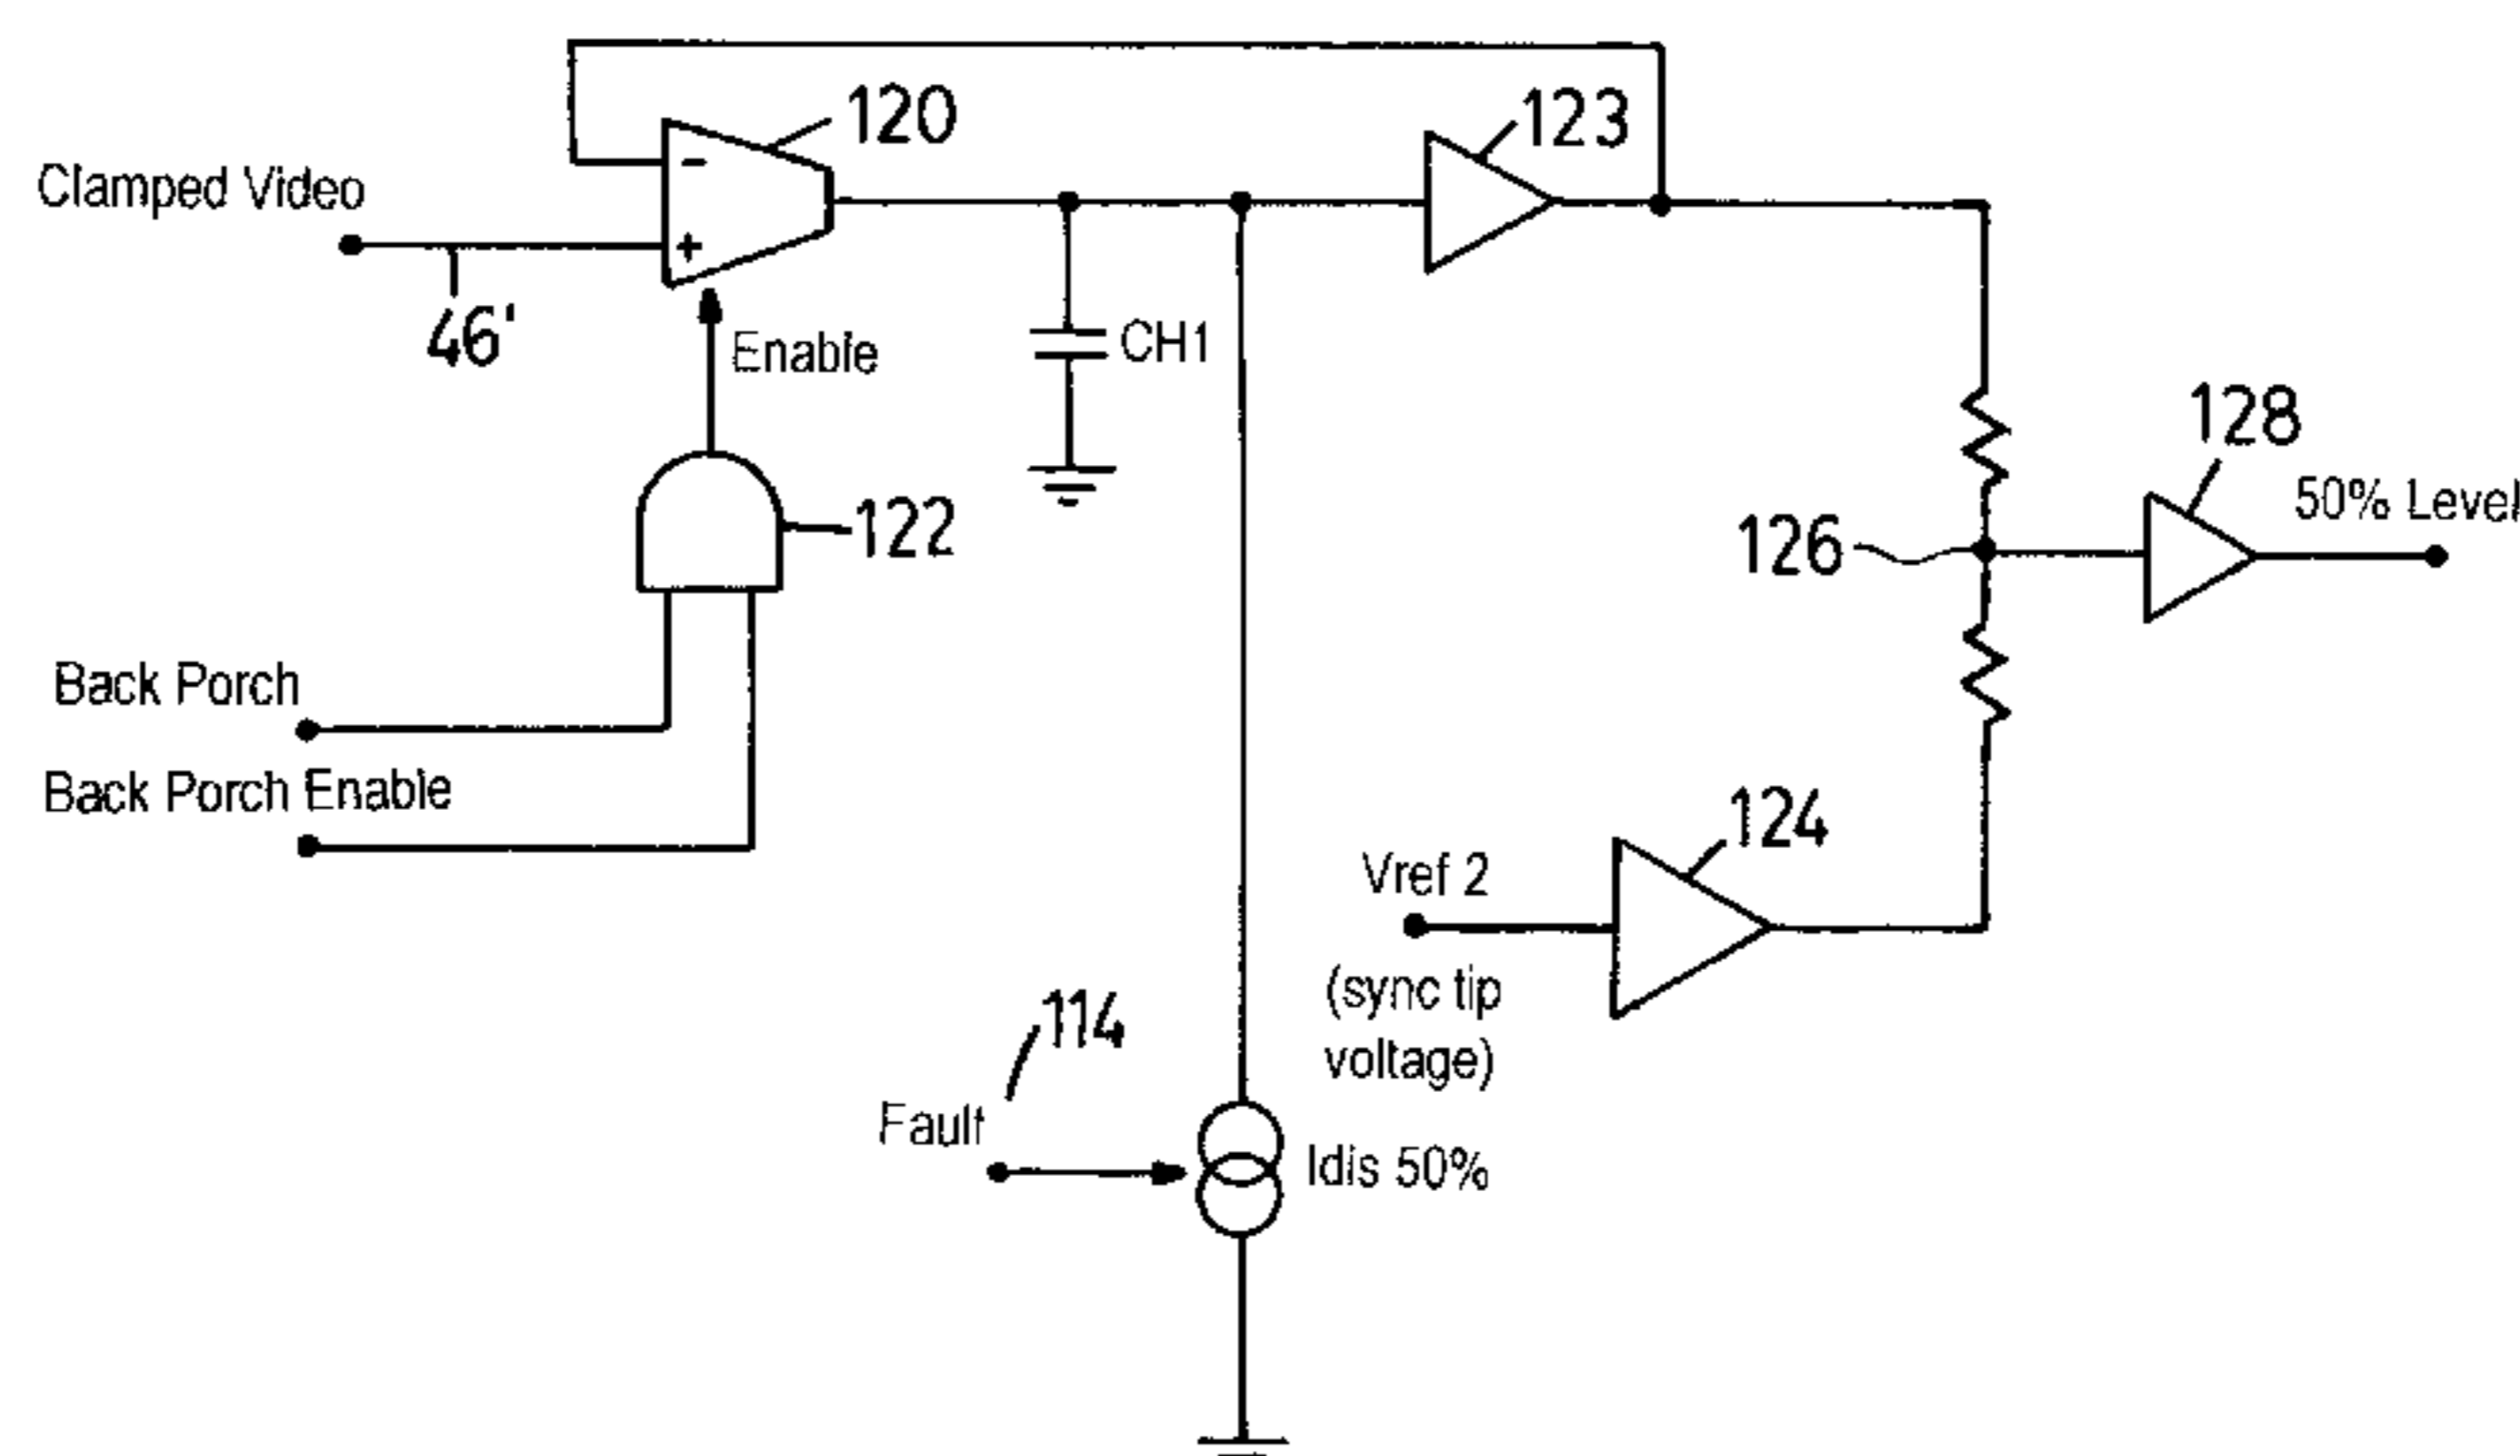 120
123
Clamped Video
-
+
46'
Enable
CH1
128
50% Level
122
126
Back Porch
Back Porch Enable
124
Vref 2
(sync tip
voltage)
114
Fault
Idis 50%